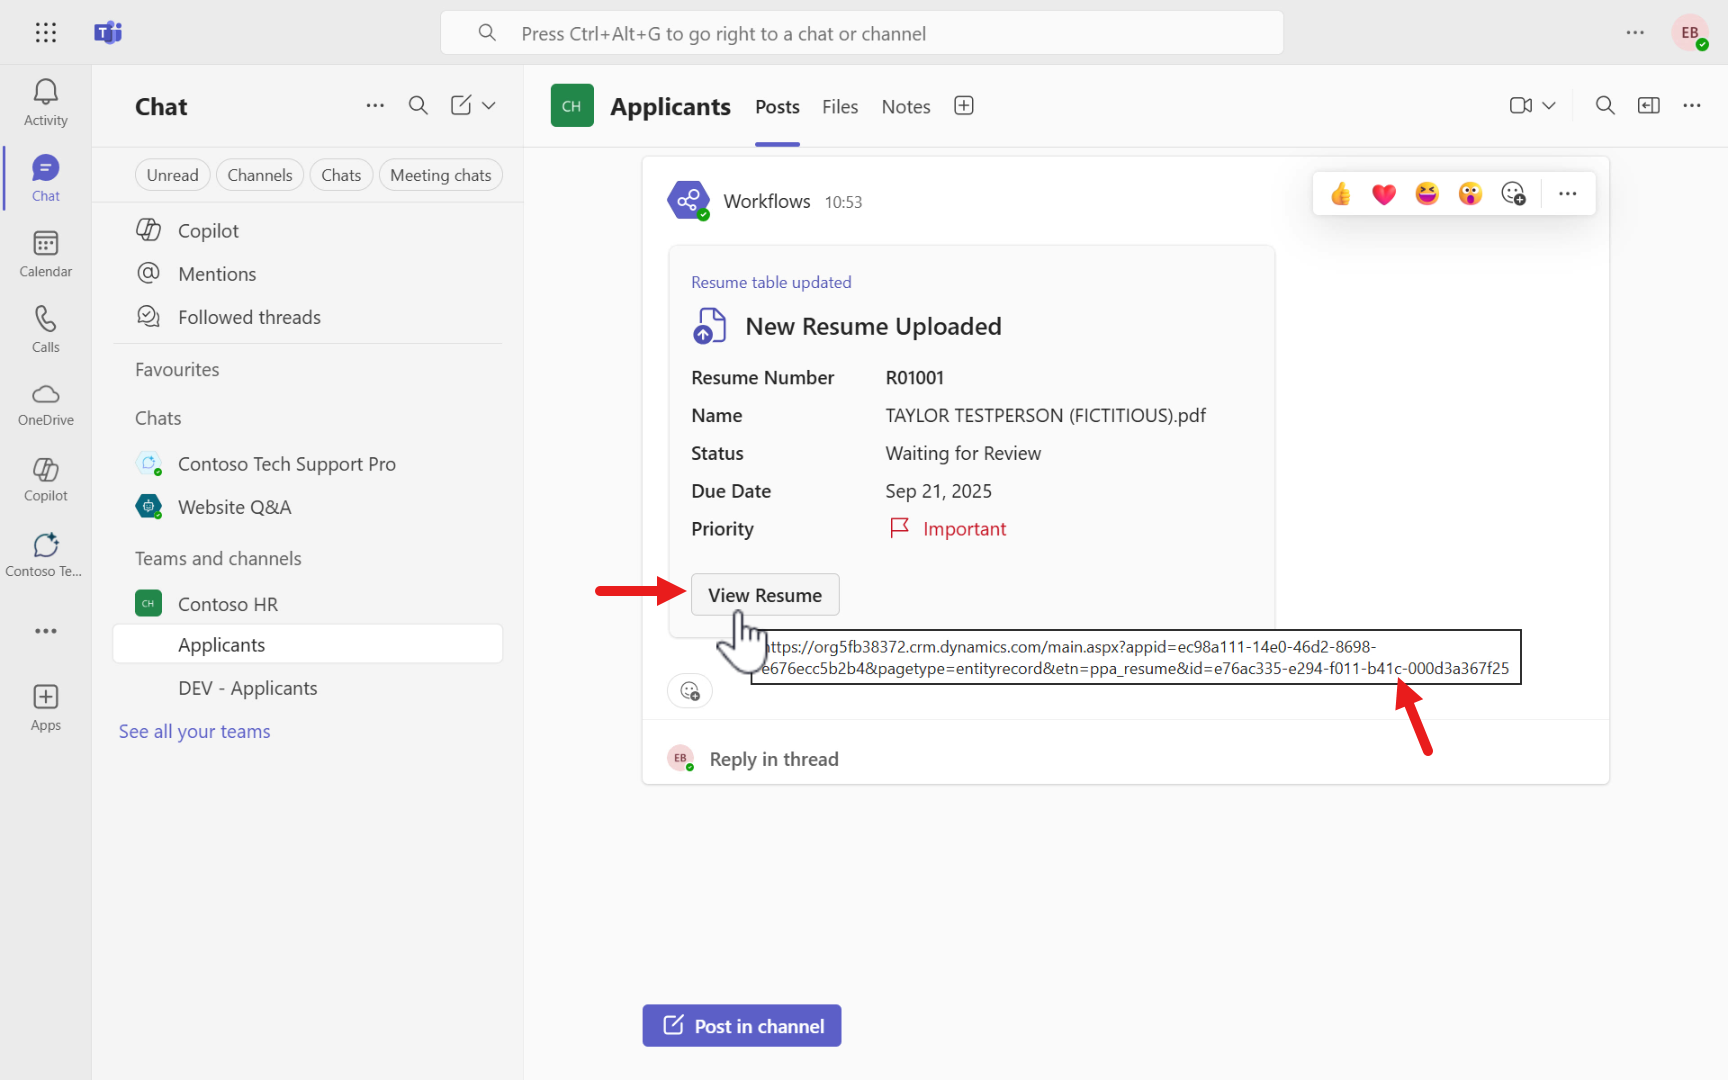 Press Ctrl+Alt+G to go right to a chat or channel
EB
Activity
Chat
Calendar
Calls
OneDrive
Copilot
Contoso Te...
Apps
Chat
Unread
Channels
Chats
Meeting chats
Copilot
Mentions
Followed threads
Favourites
Chats
Contoso Tech Support Pro
Website Q&A
Teams and channels
CH Contoso HR
Applicants
DEV - Applicants
See all your teams
CH Applicants Posts Files Notes
Workflows 10:53
Resume table updated
New Resume Uploaded
Resume Number R01001
Name TAYLOR TESTPERSON (FICTITIOUS).pdf
Status Waiting for Review
Due Date Sep 21, 2025
Priority Important
View Resume
ttps://org5fb38372.crm.dynamics.com/main.aspx?appid=ec98a111-14e0-46d2-8698-
e676ecc5b2b4&pagetype=entityrecord&etn=ppa_resume&id=e76ac335-e294-f011-b41c-000d3a367f25
EB Reply in thread
Post in channel